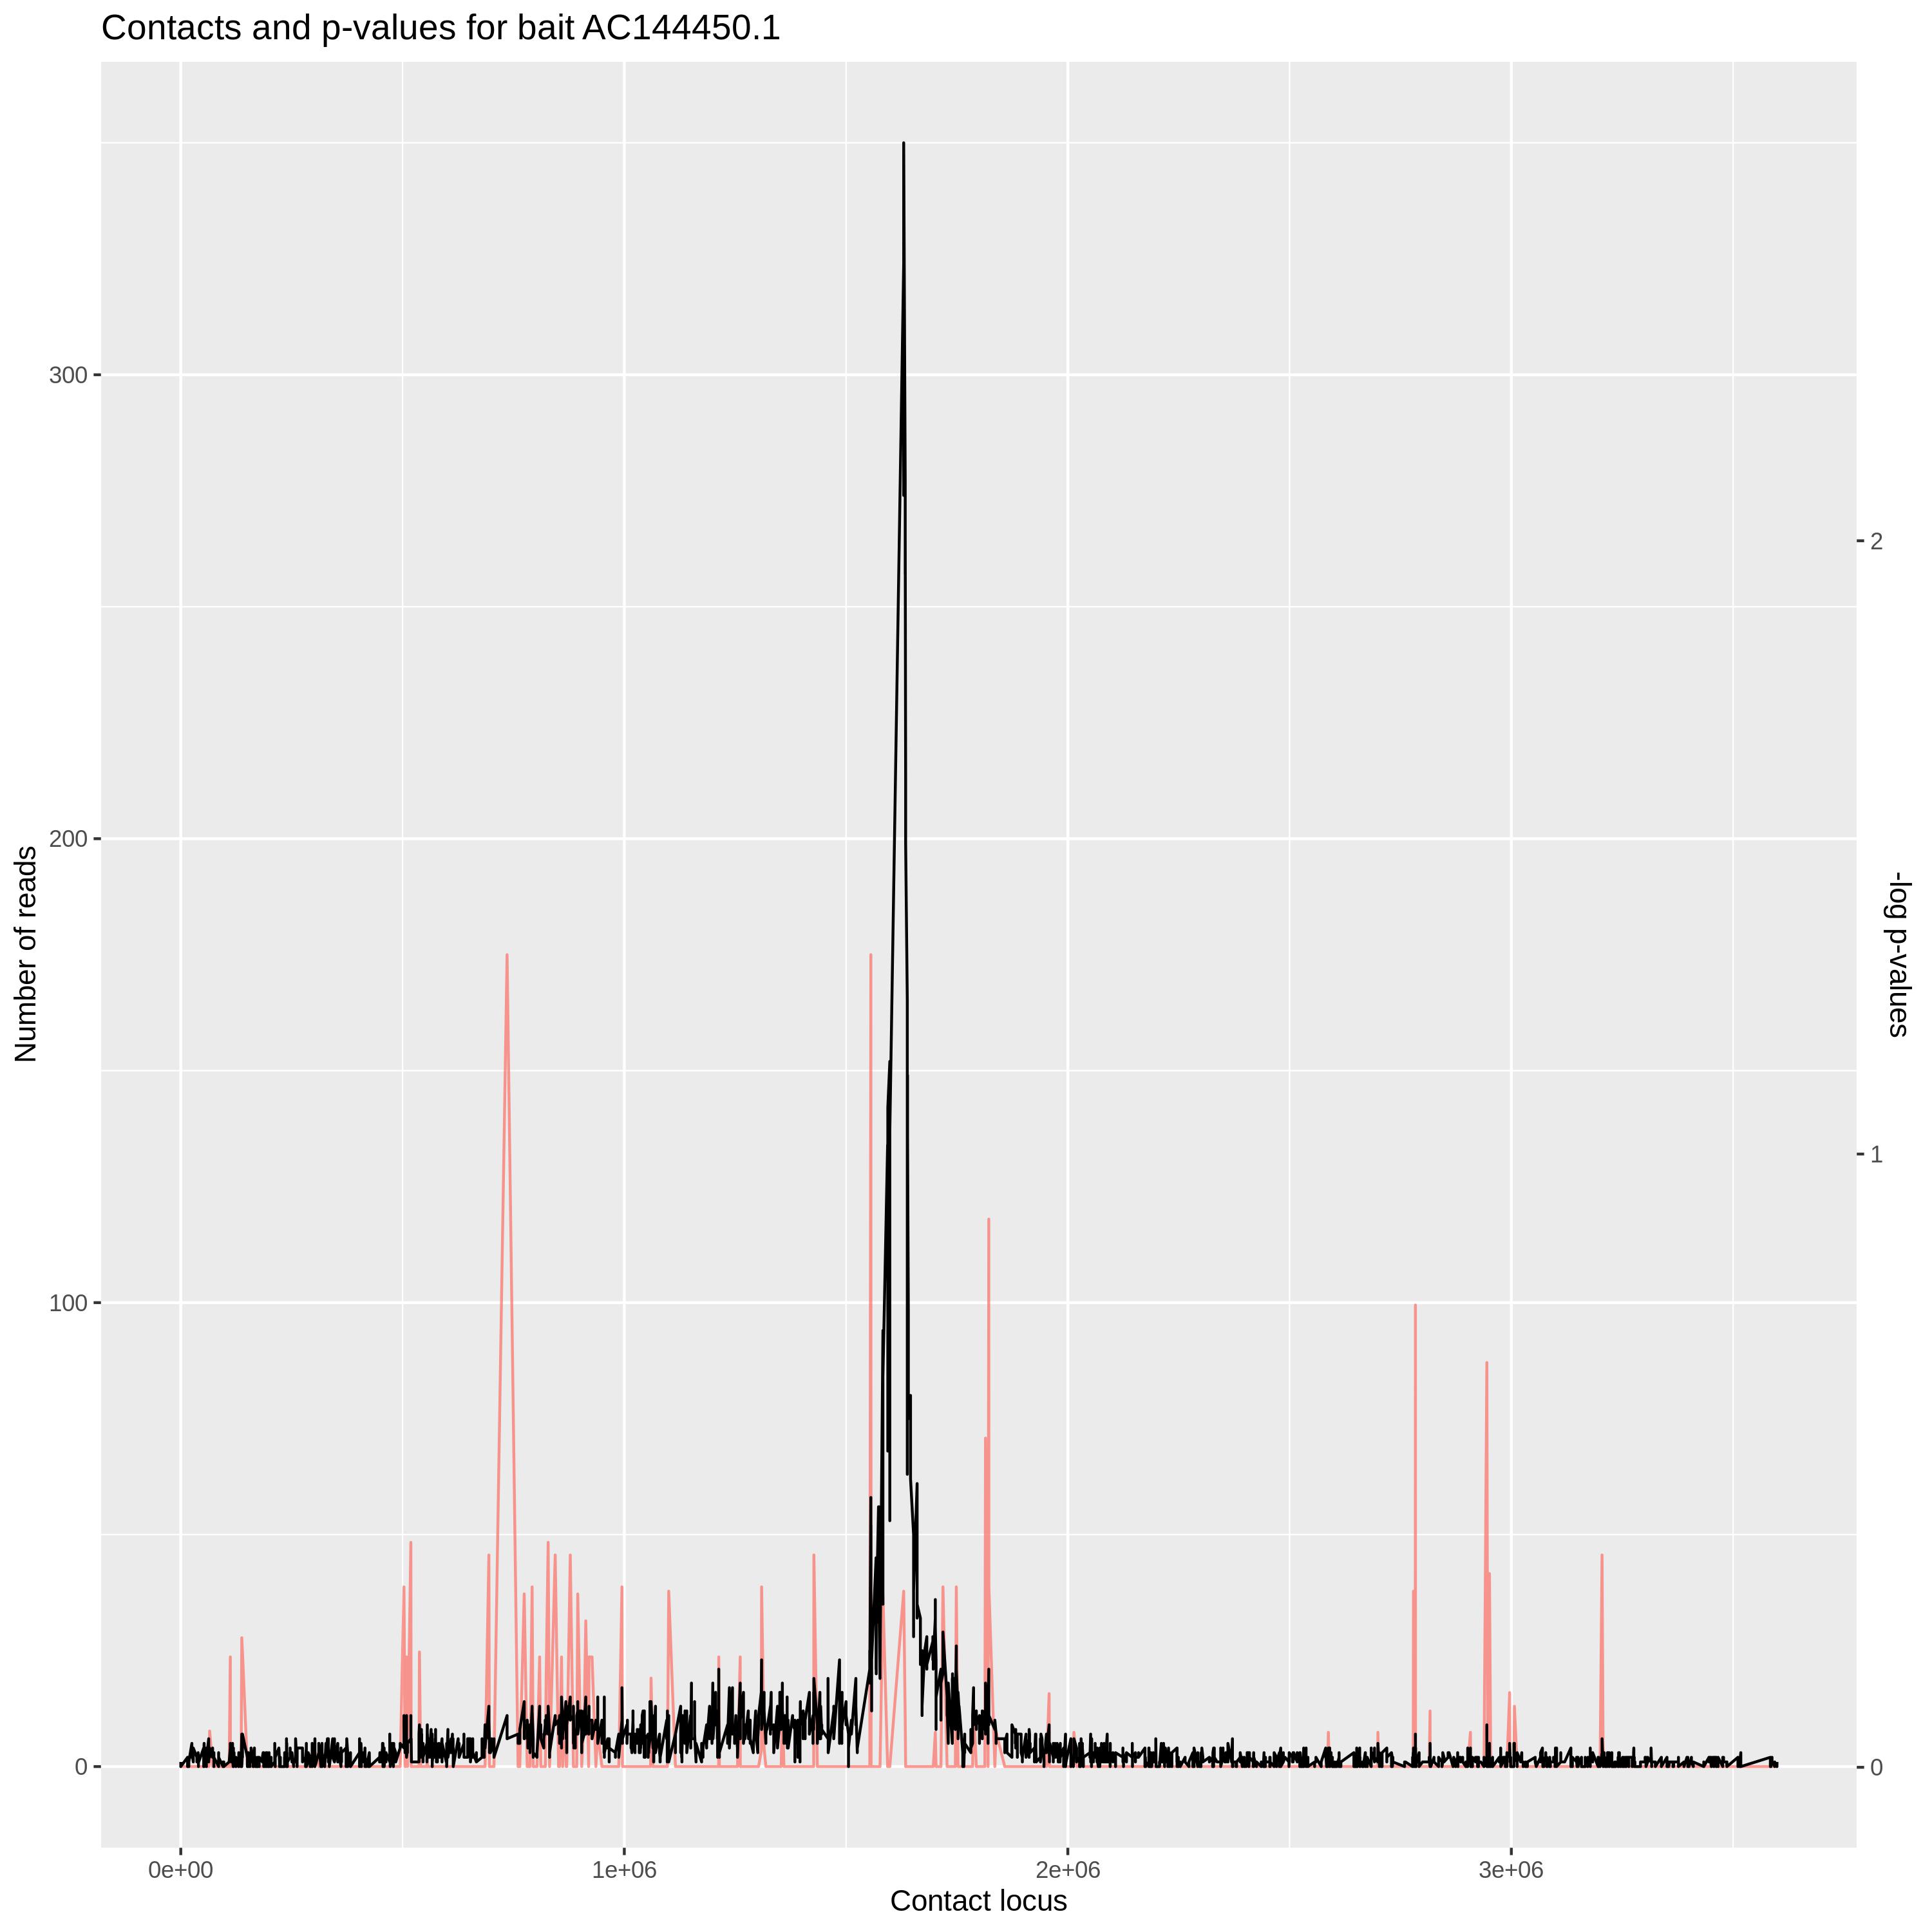 Contacts and p-values for bait AC144450.1
300
200
100
0
Number of reads
2
1
0
-log p-values
0e+00 1e+06 2e+06 3e+06
Contact locus